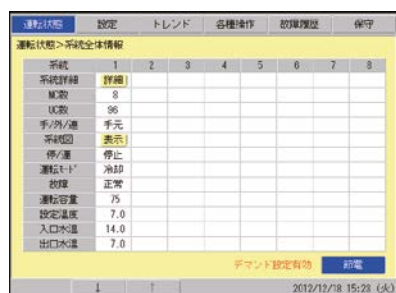 運転状態 設定 トレンド 各種操作 故障履歴 保守
運転状態>系統全体情報
系統 1 2 3 4 5 6 7 8
系統詳細 詳細
MC数 8
UC数 96
手/外/連 手元
系統図 表示
停/運 停止
運転モード 冷却
故障 正常
運転容量 75
設定温度 7.0
入口水温 14.0
出口水温 7.0
デマンド設定有効 節電
↓ ↑ 2012/12/18 15:23 (火)